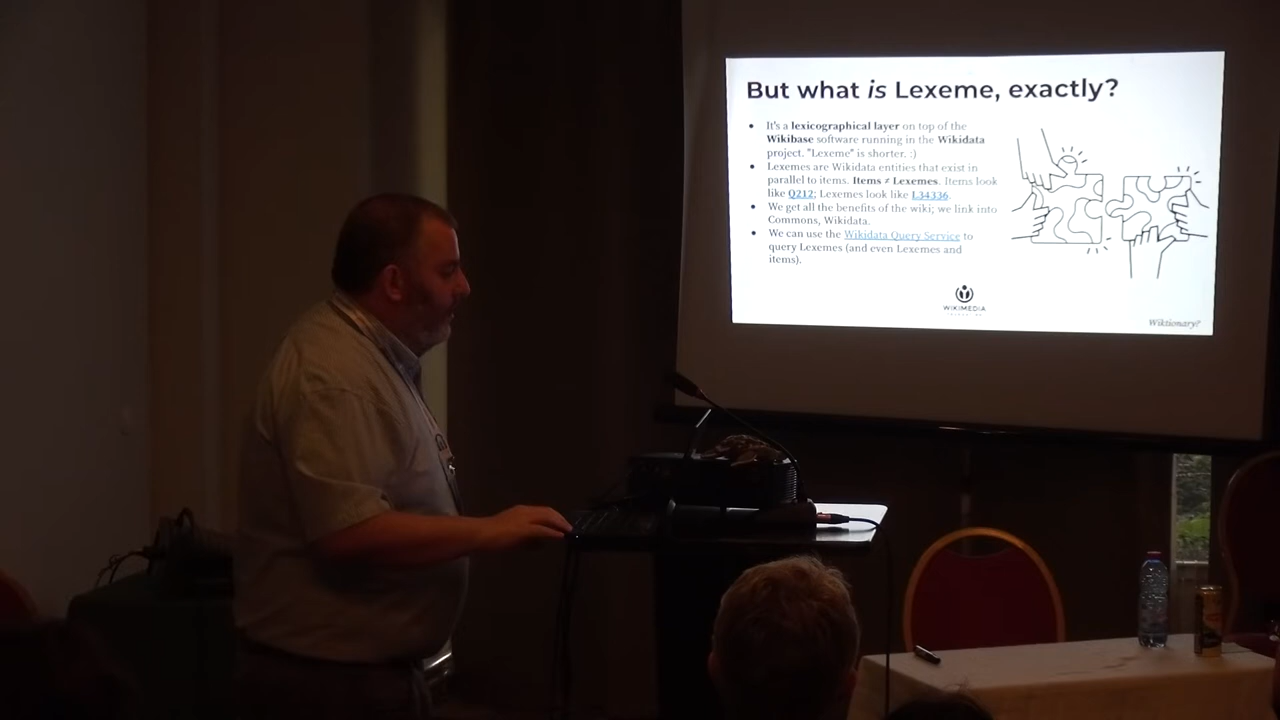 But what is Lexeme, exactly?
• It's a lexicographical layer on top of the
Wikibase software running in the Wikidata
project. "Lexeme" is shorter. :)
• Lexemes are Wikidata entities that exist in
parallel to items. Items ≠ Lexemes. Items look
like Q212; Lexemes look like L34336.
• We get all the benefits of the wiki; we link into
Commons, Wikidata.
• We can use the Wikidata Query Service to
query Lexemes (and even Lexemes and
items).
WIKIMEDIA
Wiktionary?